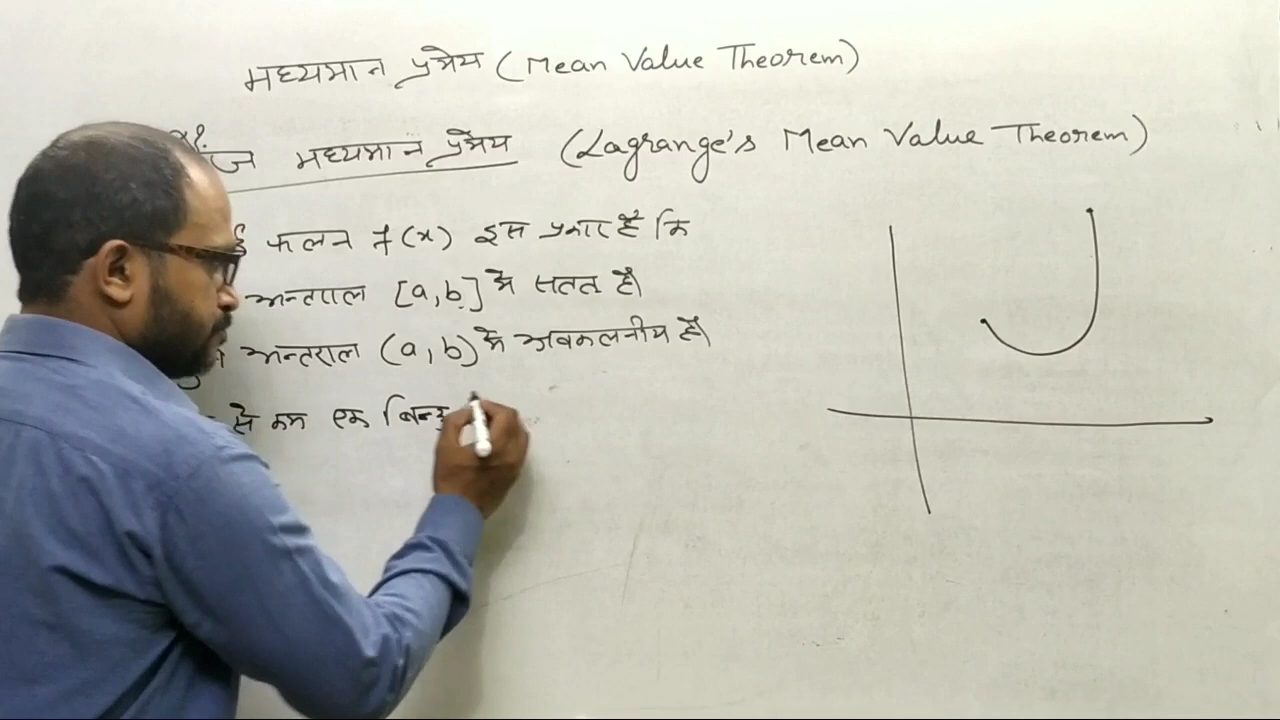 मध्यमान प्रमेय (Mean Value Theorem)
मध्यमान प्रमेय (Lagrange's Mean Value Theorem)
फलन f(x) इस प्रकार है कि
अन्तराल [a,b] मे सतत है।
अन्तराल (a,b) मे अवकलनीय है।
से कम एक बिन्दु